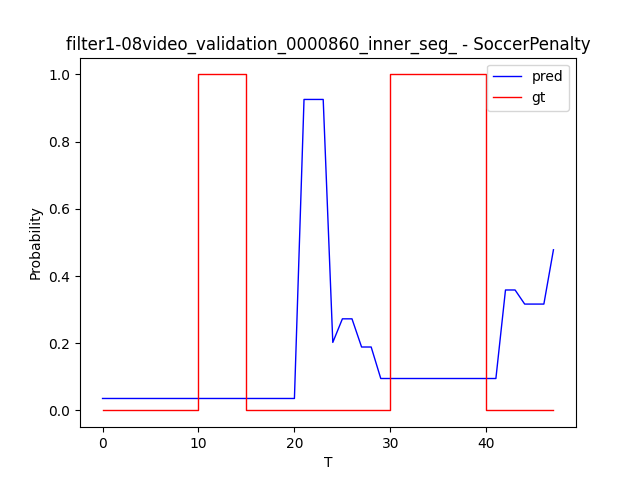 filter1-08video_validation_0000860_inner_seg_ - SoccerPenalty
pred
gt
1.0
0.8
0.6
0.4
0.2
0.0
Probability
0
10
20
30
40
T